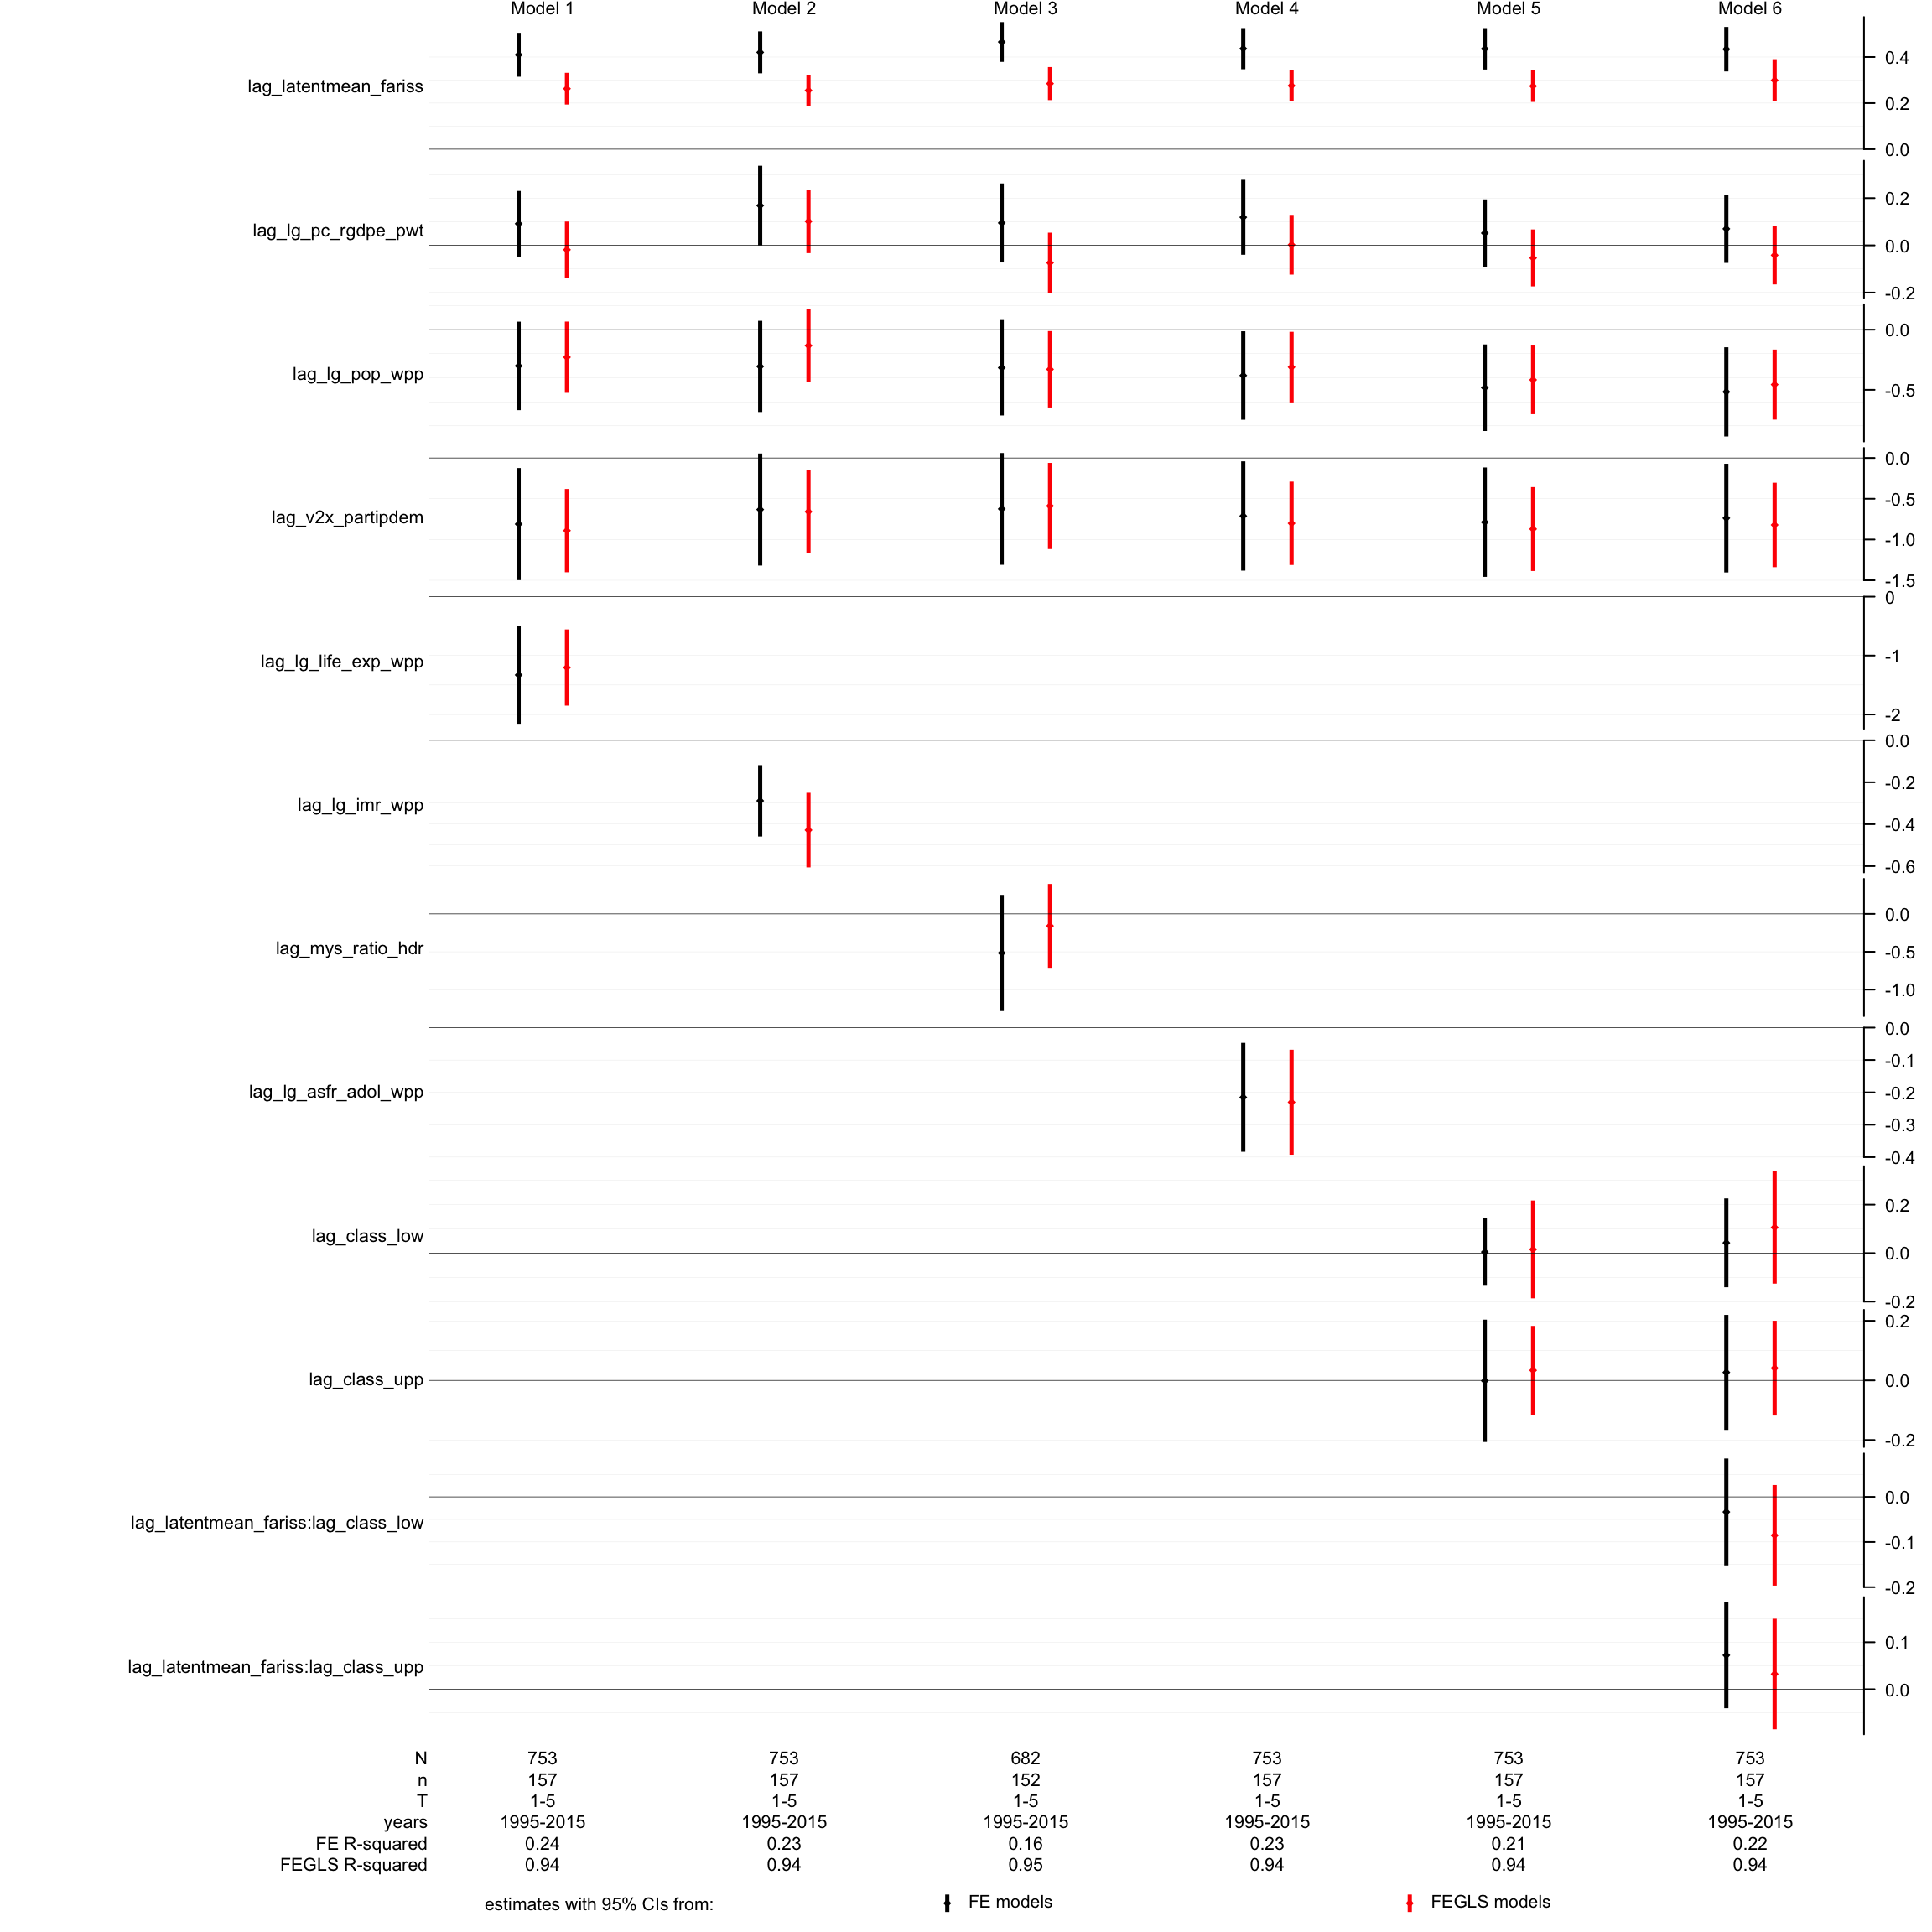 Model 1 Model 2 Model 3 Model 4 Model 5 Model 6
lag_latentmean_fariss
0.4
0.2
0.0
lag_lg_pc_rgdpe_pwt
0.2
0.0
-0.2
lag_lg_pop_wpp
0.0
-0.5
lag_v2x_partipdem
0.0
-0.5
-1.0
-1.5
lag_lg_life_exp_wpp
0
-1
-2
lag_lg_imr_wpp
0.0
-0.2
-0.4
-0.6
lag_mys_ratio_hdr
0.0
-0.5
-1.0
lag_lg_asfr_adol_wpp
0.0
-0.1
-0.2
-0.3
-0.4
lag_class_low
0.2
0.0
-0.2
lag_class_upp
0.2
0.0
-0.2
lag_latentmean_fariss:lag_class_low
0.0
-0.1
-0.2
lag_latentmean_fariss:lag_class_upp
0.1
0.0
N 753 753 682 753 753 753
n 157 157 152 157 157 157
T 1-5 1-5 1-5 1-5 1-5 1-5
years 1995-2015 1995-2015 1995-2015 1995-2015 1995-2015 1995-2015
FE R-squared 0.24 0.23 0.16 0.23 0.21 0.22
FEGLS R-squared 0.94 0.94 0.95 0.94 0.94 0.94
estimates with 95% CIs from: FE models FEGLS models